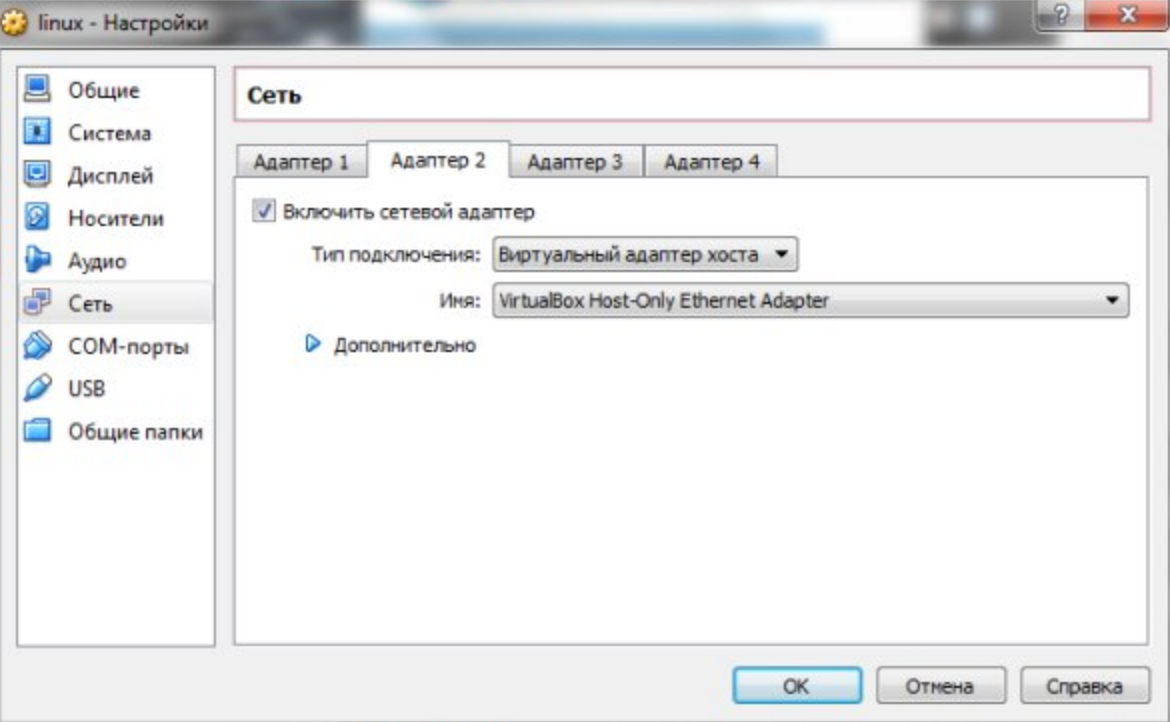 linux - Настройки
?
Общие
Система
Дисплей
Носители
Аудио
Сеть
COM-порты
USB
Общие папки
Сеть
Адаптер 1 Адаптер 2 Адаптер 3 Адаптер 4
Включить сетевой адаптер
Тип подключения: Виртуальный адаптер хоста
Имя: VirtualBox Host-Only Ethernet Adapter
Дополнительно
OK Отмена Справка